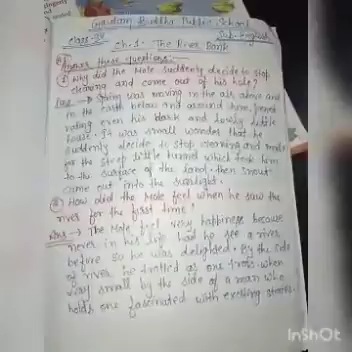 Gautam Buddha Public School
Class-IV Sub-English
Ch-1- The River Bank
Answer these questions:
① Why did the Mole suddenly decide to stop
cleaning and come out of his hole?
Ans → Spring was moving in the air above and
in the earth below and around him, penet
rating even his dark and lonely little
house. It was small wonder that he
suddenly decide to stop cleaning and made
for the steep little tunnel which took him
to the surface of the land, then snout
came out into the sunlight.
② How did the Mole feel when he saw the
river for the first time?
Ans → The Mole feel very happiness because
never in his life had he see a river
before so he was delighted. By the side
of river he trotted as one trots when
very small by the side of a man who
holds one fascinated with exciting stories.
InShOt